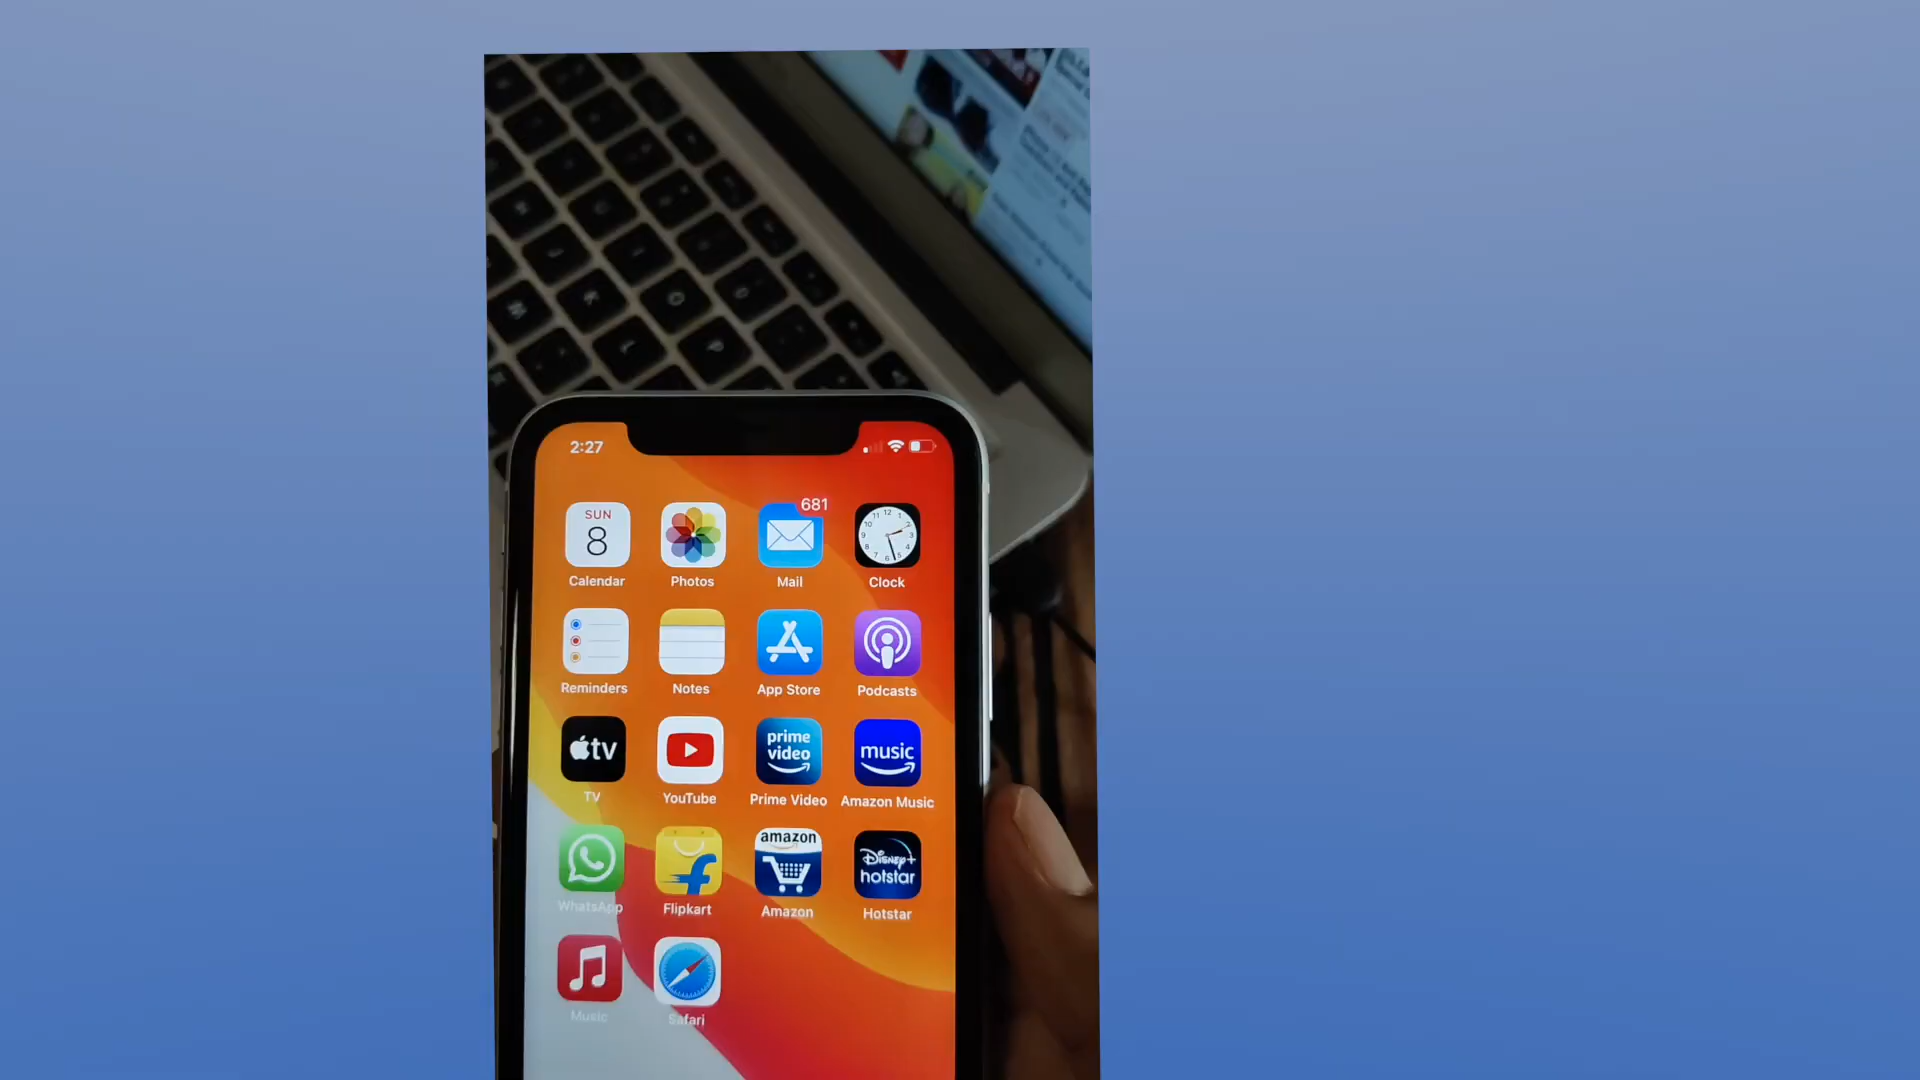 2:27
681
SUN
8
Calendar
Photos
Mail
12
Clock
Reminders
Notes
App Store
Podcasts
tv
prime
video
music
TV
YouTube
Prime Video
Amazon Music
amazon
Disney+
hotstar
WhatsApp
Flipkart
Amazon
Hotstar
Music
Safari